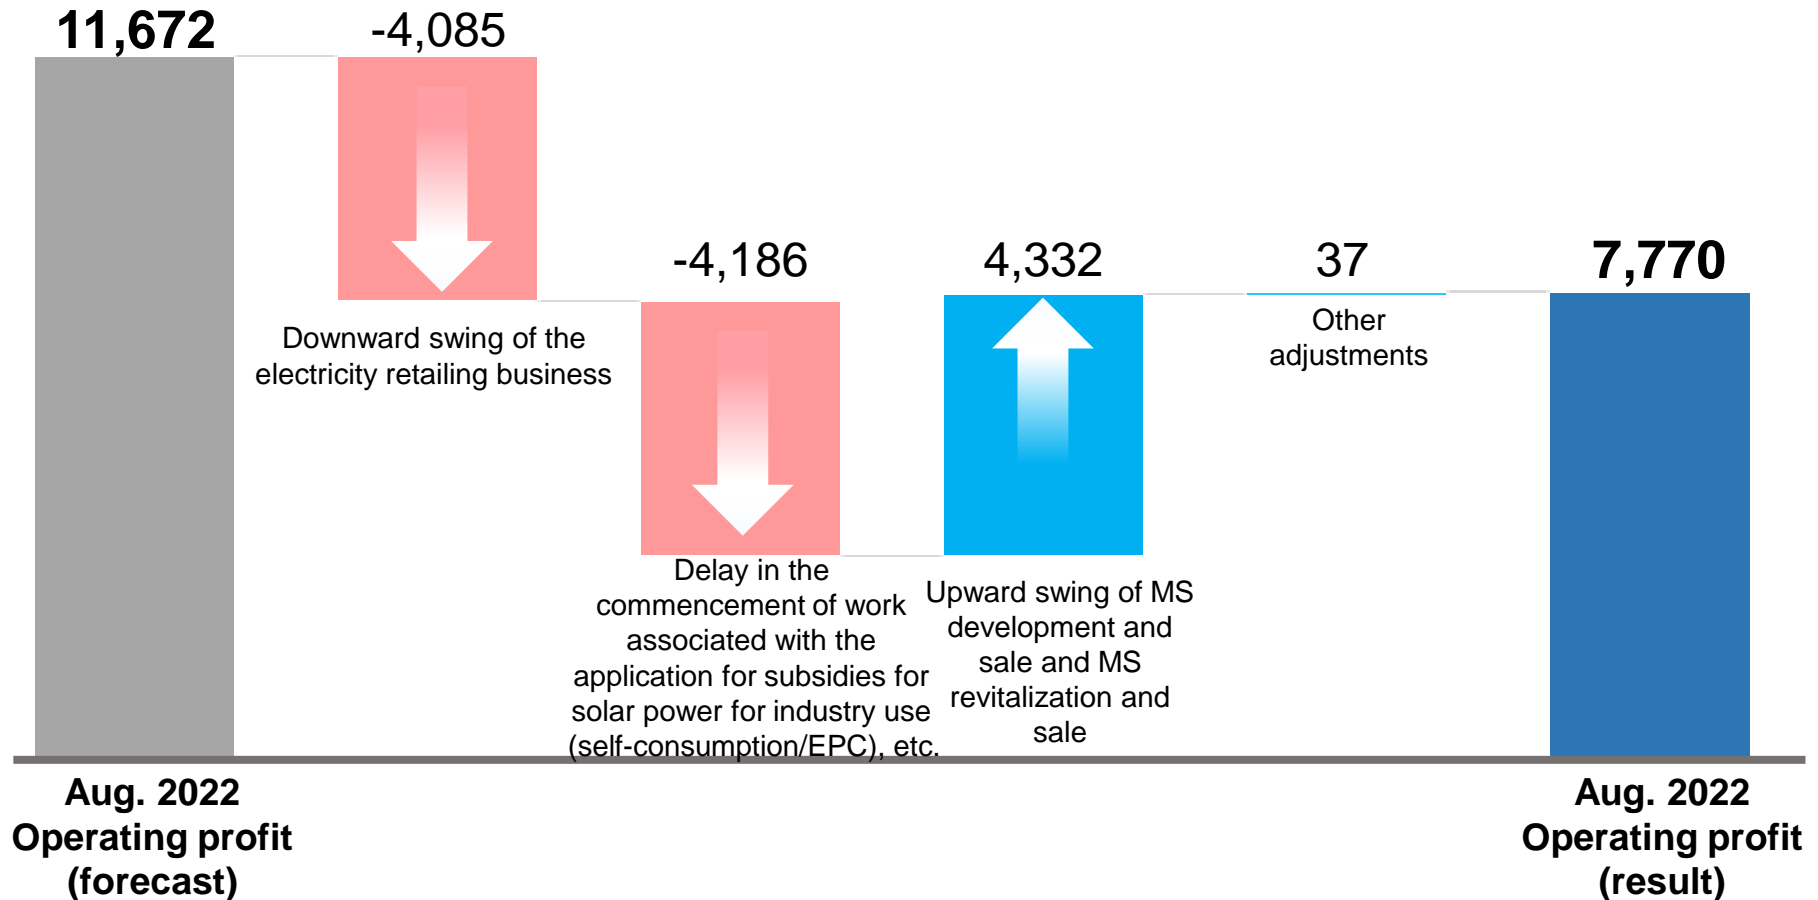 11,672
-4,085
-4,186
4,332
37
7,770
Downward swing of the
electricity retailing business
Delay in the
commencement of work
associated with the
application for subsidies for
solar power for industry use
(self-consumption/EPC), etc.
Upward swing of MS
development and
sale and MS
revitalization and
sale
Other
adjustments
Aug. 2022
Operating profit
(forecast)
Aug. 2022
Operating profit
(result)